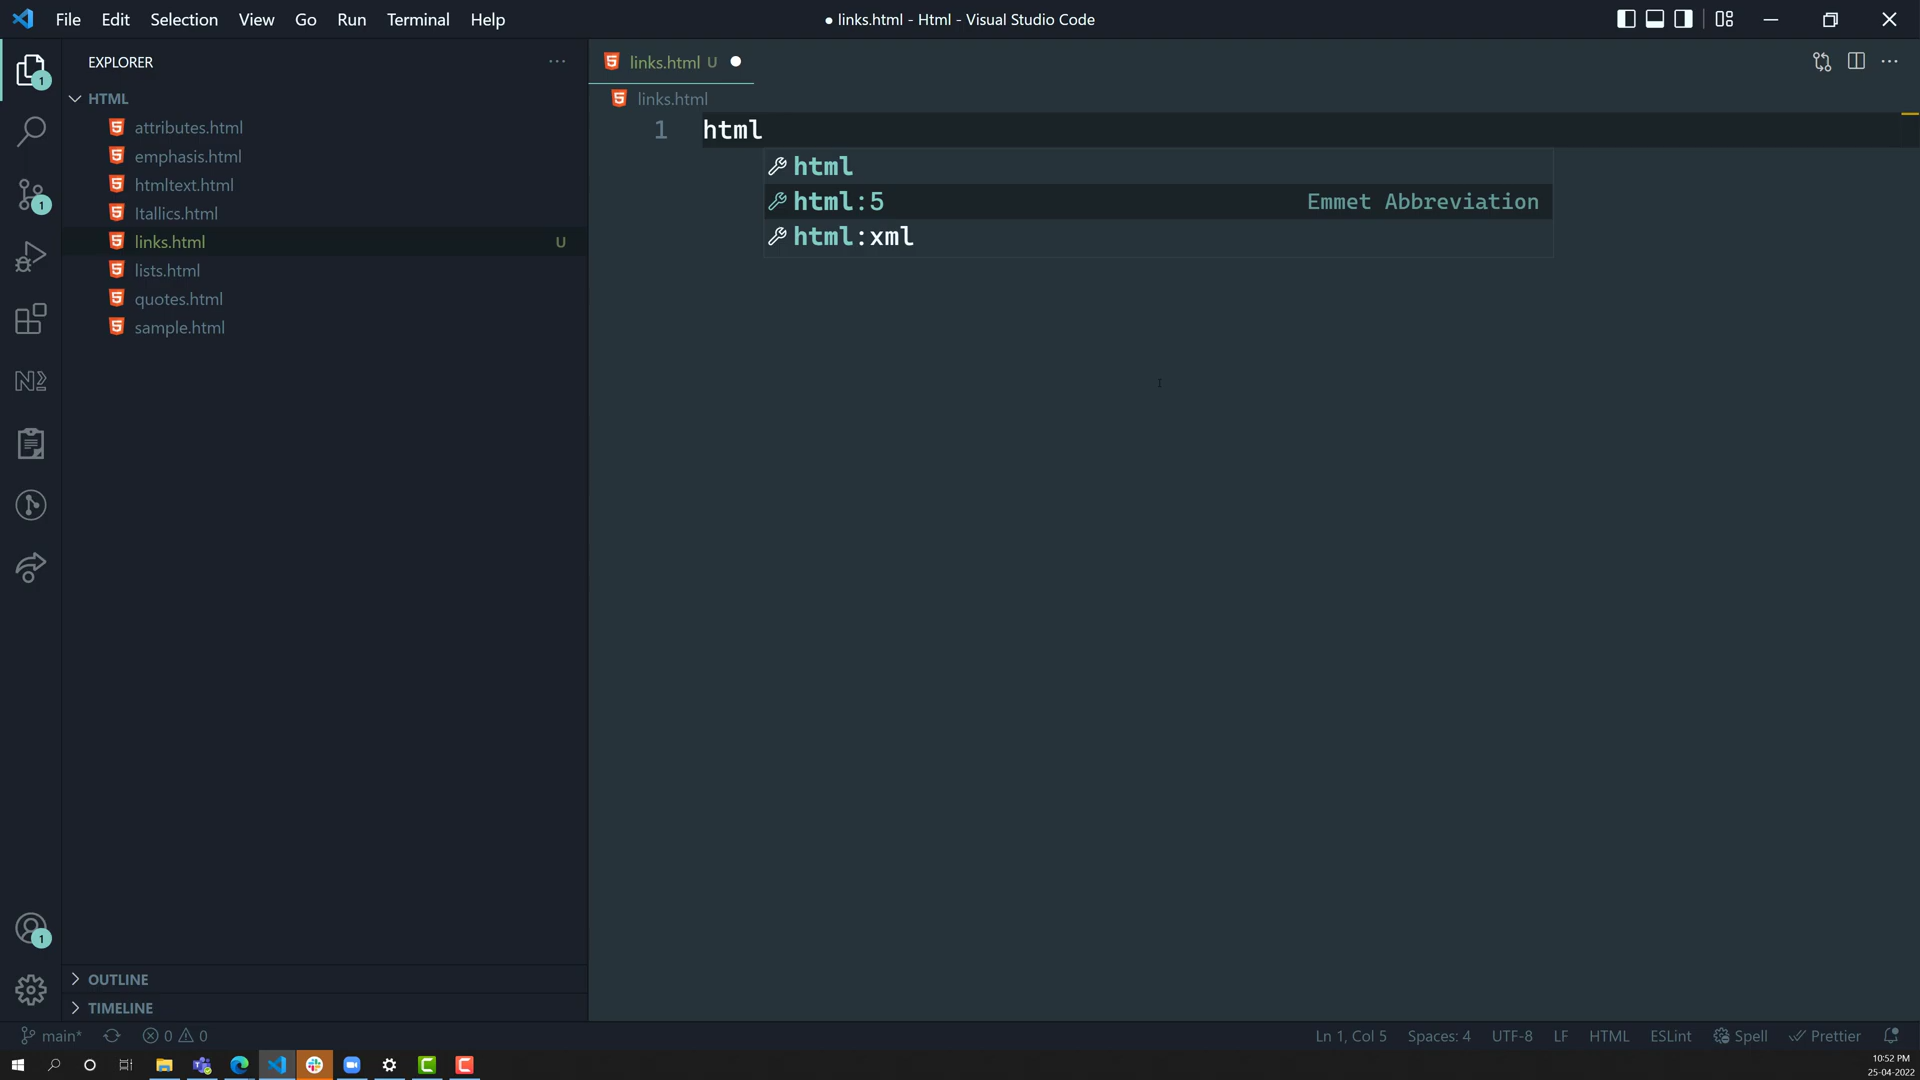 File Edit Selection View Go Run Terminal Help
● links.html - Html - Visual Studio Code
EXPLORER
HTML
attributes.html
emphasis.html
htmltext.html
Itallics.html
links.html U
lists.html
quotes.html
sample.html
OUTLINE
TIMELINE
links.html U
links.html
1 html
html
html:5 Emmet Abbreviation
html:xml
1
1
1
main* 0 0
Ln 1, Col 5 Spaces: 4 UTF-8 LF HTML ESLint Spell Prettier
10:52 PM
25-04-2022